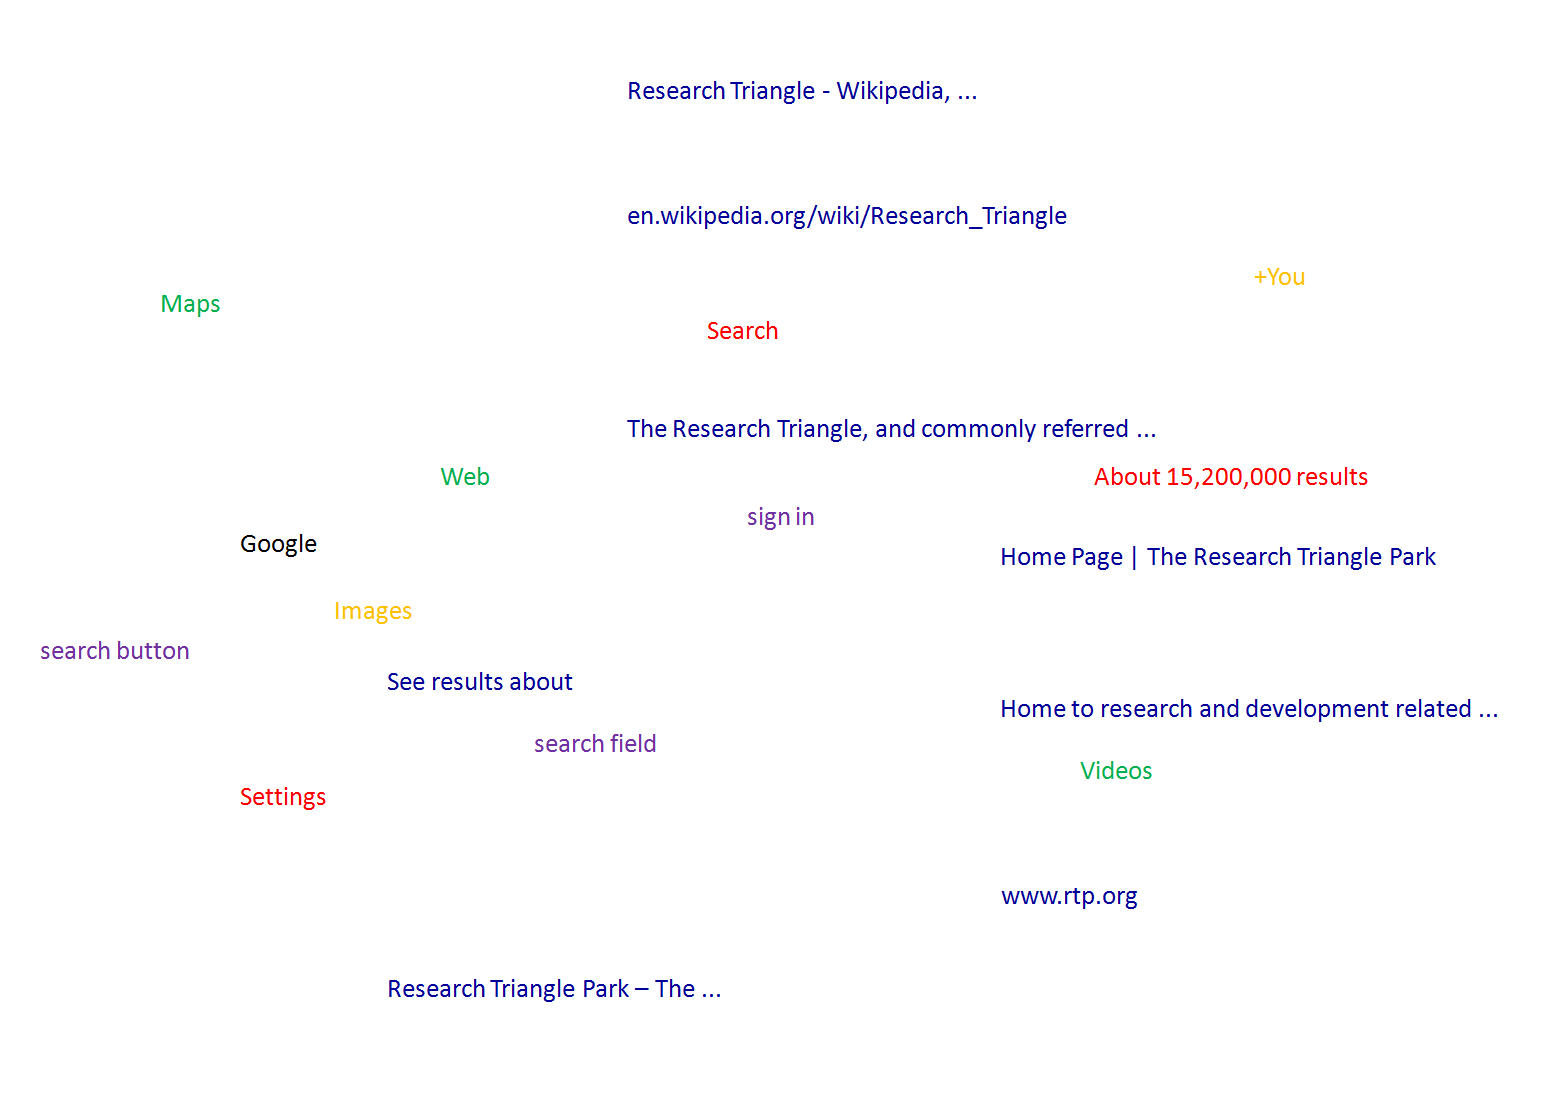 Research Triangle - Wikipedia, ...
en.wikipedia.org/wiki/Research_Triangle
+You
Maps
Search
The Research Triangle, and commonly referred ...
Web
About 15,200,000 results
sign in
Google
Home Page | The Research Triangle Park
Images
search button
See results about
Home to research and development related ...
search field
Videos
Settings
www.rtp.org
Research Triangle Park – The ...